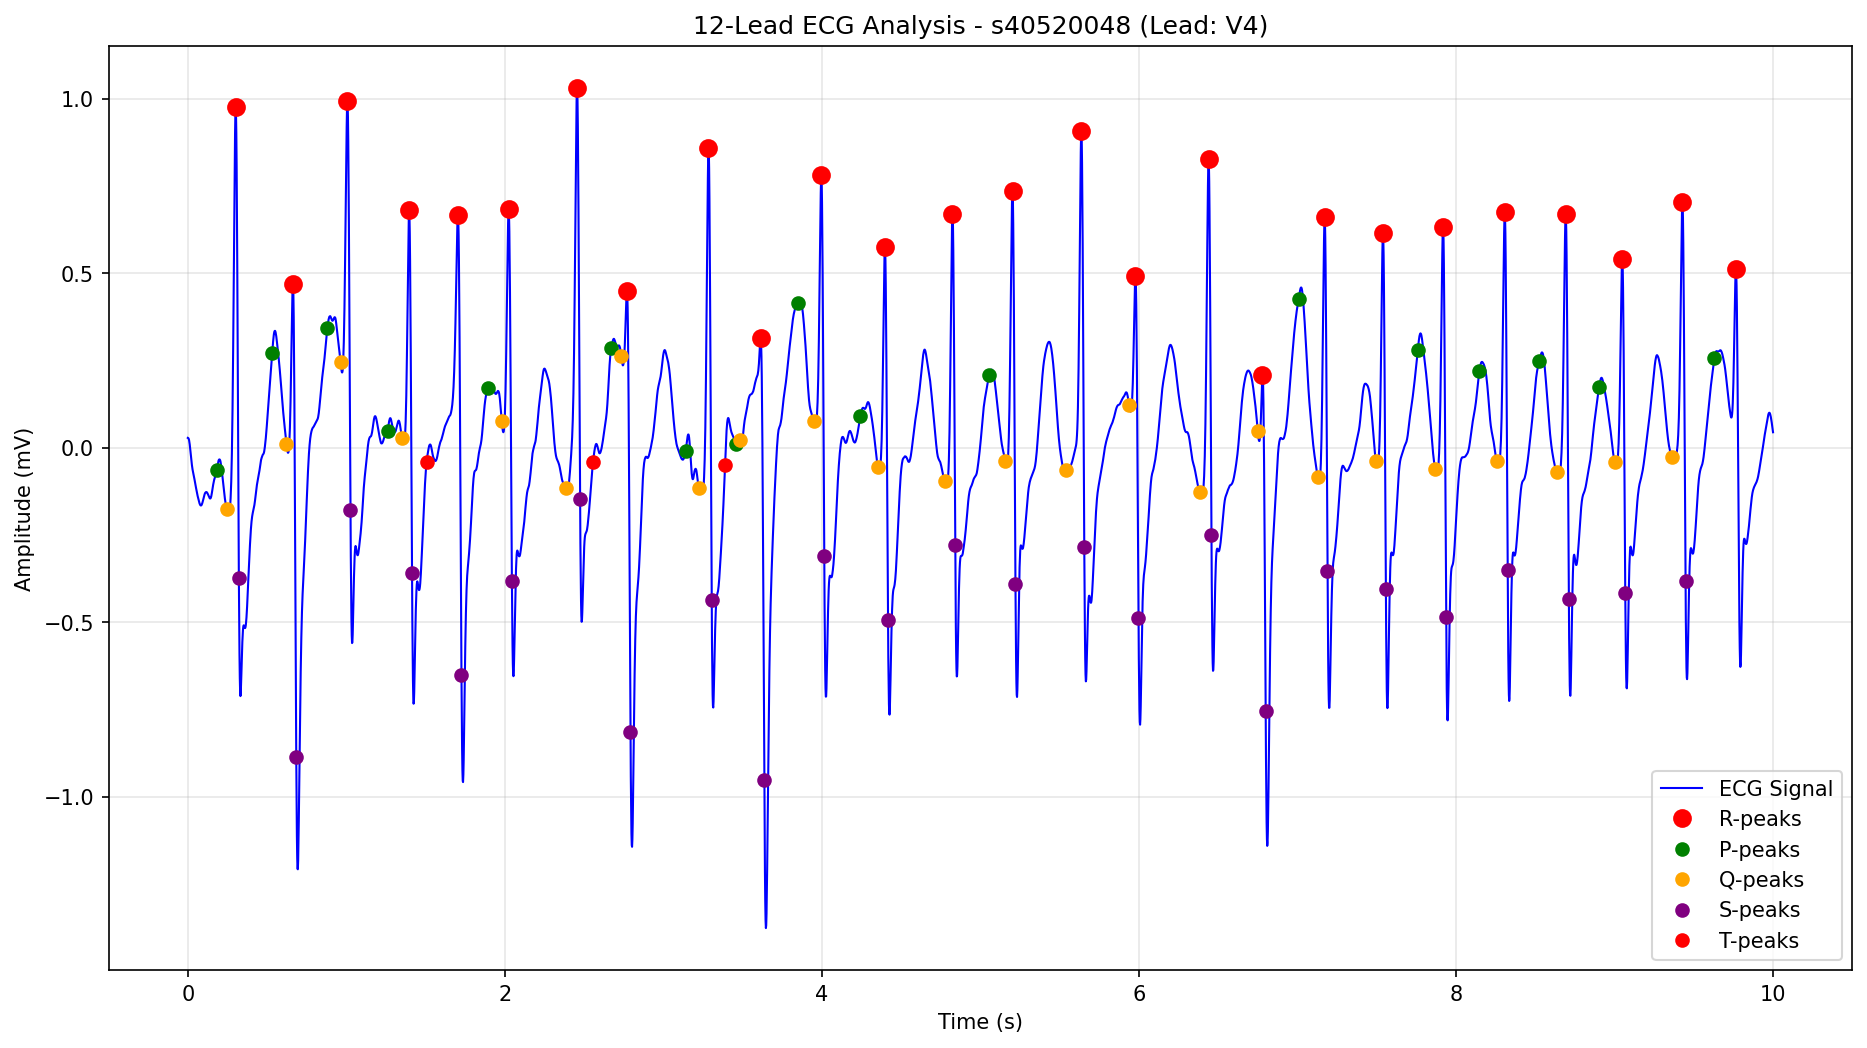 12-Lead ECG Analysis - s40520048 (Lead: V4)
Amplitude (mV)
1.0
0.5
0.0
−0.5
−1.0
0
2
4
6
8
10
Time (s)
ECG Signal
R-peaks
P-peaks
Q-peaks
S-peaks
T-peaks